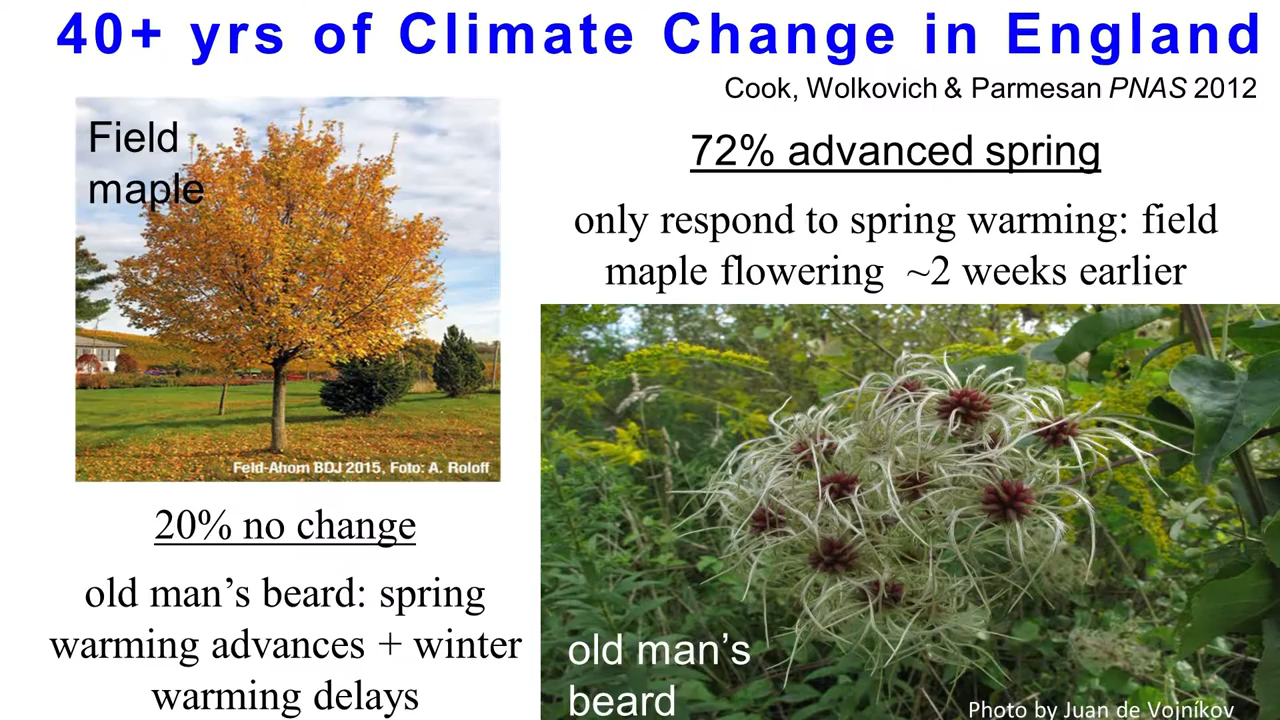 40+ yrs of Climate Change in England
Cook, Wolkovich & Parmesan PNAS 2012
Field
maple
72% advanced spring
only respond to spring warming: field
maple flowering ~2 weeks earlier
Feld-Ahorn BDJ 2015, Foto: A. Roloff
20% no change
old man’s beard: spring
warming advances + winter
warming delays
old man’s
beard
Photo by Juan de Vojníkov